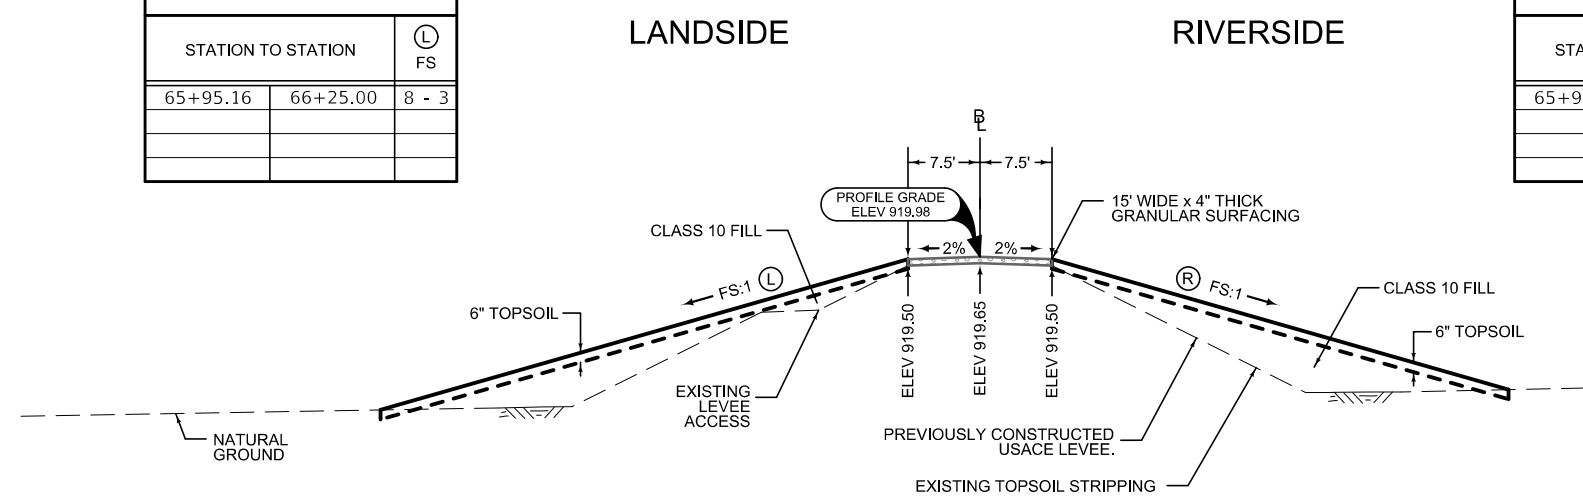 LANDSIDE
RIVERSIDE
STATION TO STATION
L
FS
65+95.16 66+25.00 8 - 3
STA
65+9
B
L
7.5' 7.5'
PROFILE GRADE
ELEV 919.98
15' WIDE x 4" THICK
GRANULAR SURFACING
CLASS 10 FILL
2% 2%
FS:1 L
R FS:1
CLASS 10 FILL
6" TOPSOIL
6" TOPSOIL
ELEV 919.50
ELEV 919.65
ELEV 919.50
EXISTING
LEVEE
ACCESS
NATURAL
GROUND
PREVIOUSLY CONSTRUCTED
USACE LEVEE.
EXISTING TOPSOIL STRIPPING